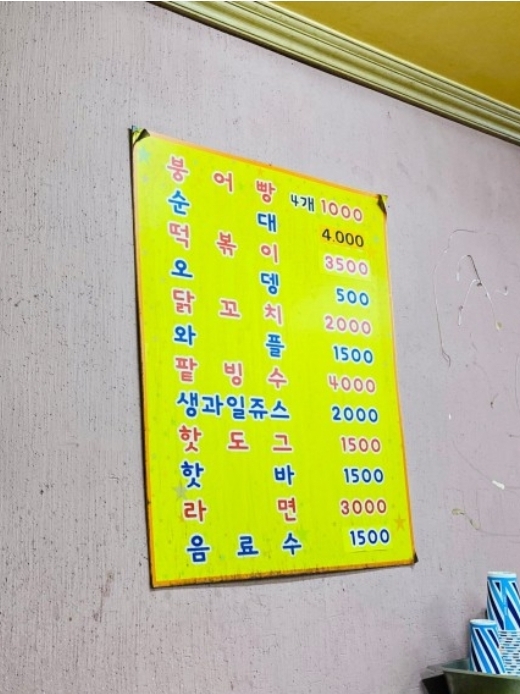 붕어빵 4개 1000
순대 4.000
떡볶이 3500
오뎅 500
닭꼬치 2000
와플 1500
팥빙수 4000
생과일쥬스 2000
핫도그 1500
핫바 1500
라면 3000
음료수 1500